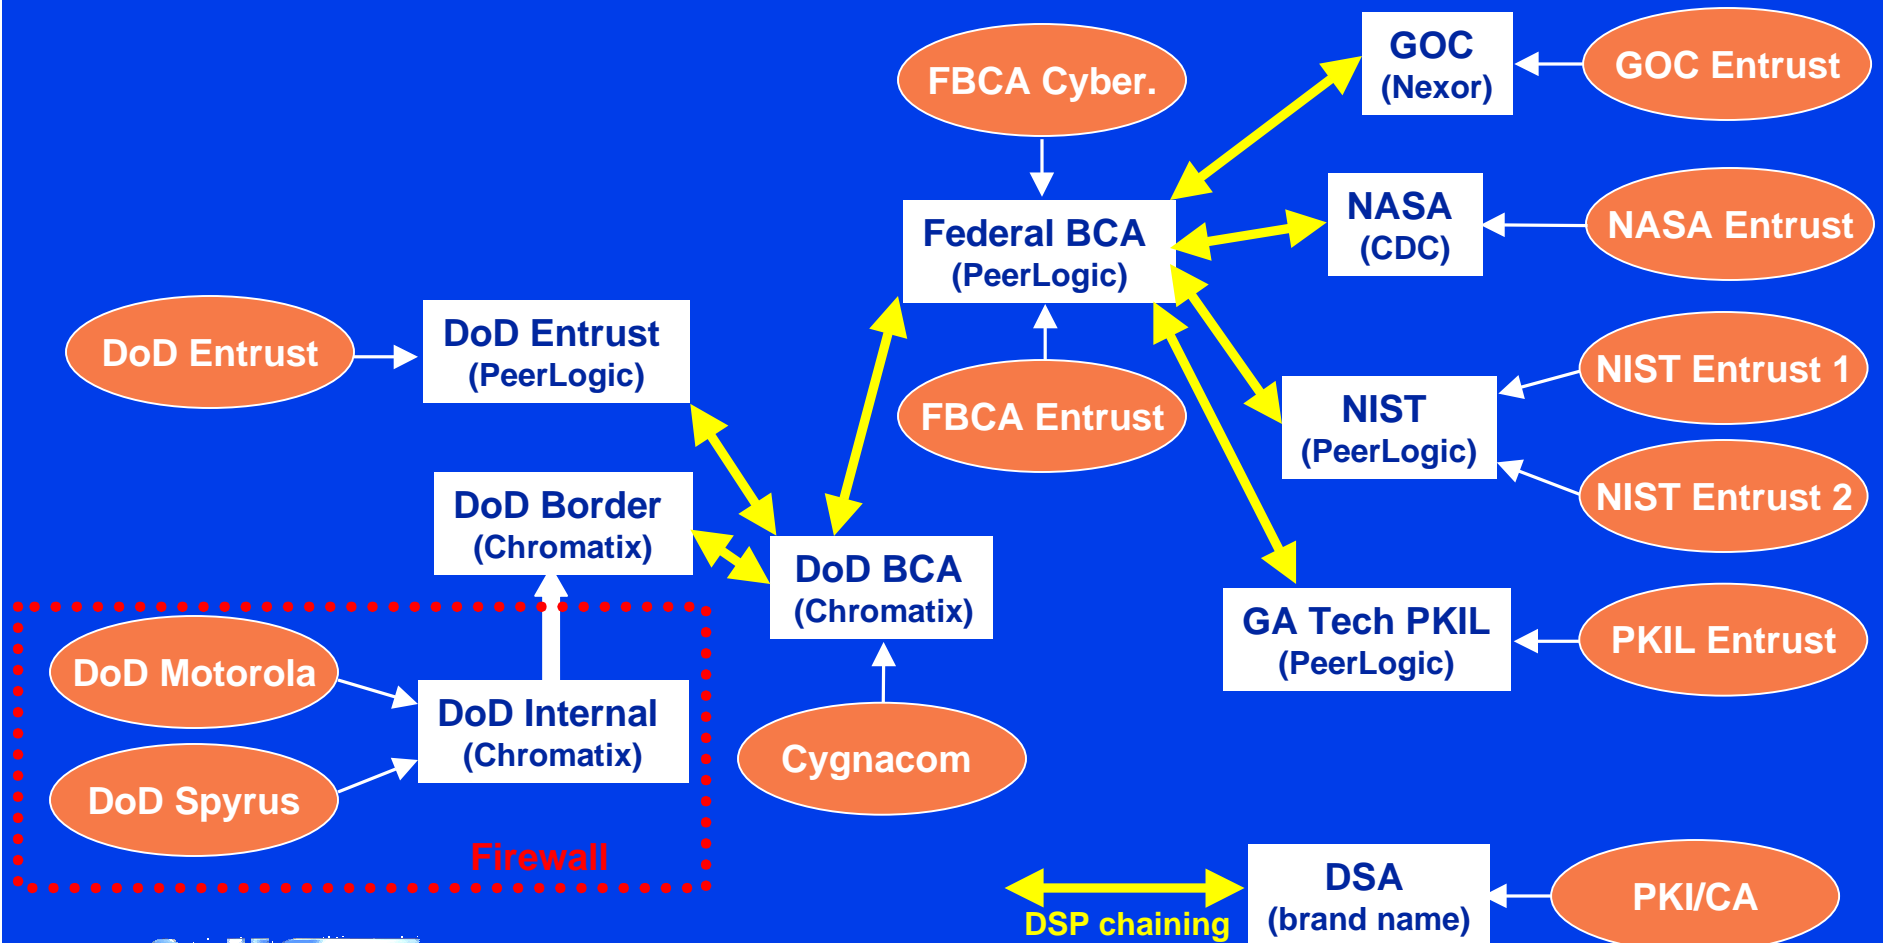 FBCA Cyber.
GOC
(Nexor)
GOC Entrust
Federal BCA
(PeerLogic)
NASA
(CDC)
NASA Entrust
DoD Entrust
DoD Entrust
(PeerLogic)
FBCA Entrust
NIST
(PeerLogic)
NIST Entrust 1
NIST Entrust 2
DoD Border
(Chromatix)
DoD BCA
(Chromatix)
GA Tech PKIL
(PeerLogic)
PKIL Entrust
DoD Motorola
DoD Internal
(Chromatix)
DoD Spyrus
Cygnacom
Firewall
DSP chaining
DSA
(brand name)
PKI/CA